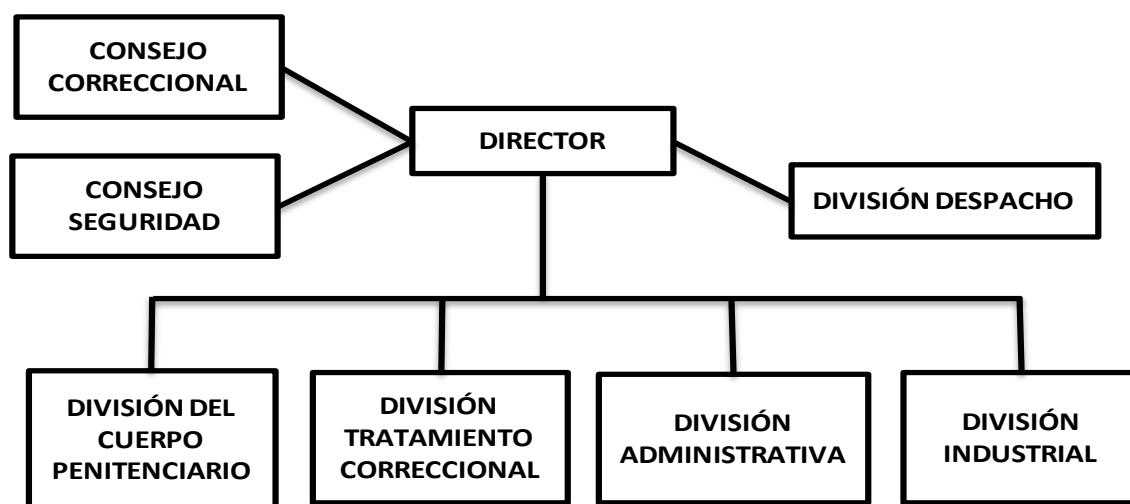 CONSEJO
CORRECCIONAL
DIRECTOR
CONSEJO
SEGURIDAD
DIVISIÓN DESPACHO
DIVISIÓN DEL
CUERPO
PENITENCIARIO
DIVISIÓN
TRATAMIENTO
CORRECCIONAL
DIVISIÓN
ADMINISTRATIVA
DIVISIÓN
INDUSTRIAL